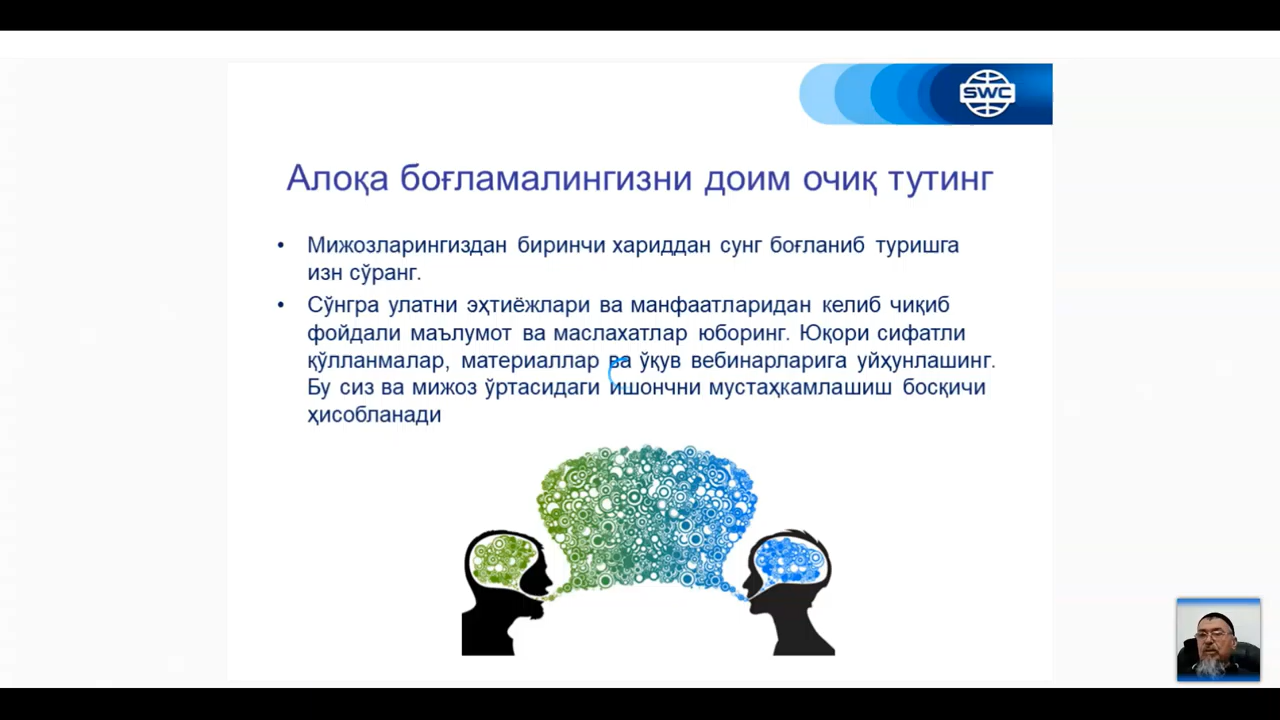 SWC
Алоқа боғламалингизни доим очиқ тутинг
• Мижозларингиздан биринчи хариддан сунг боғланиб туришга
изн сўранг.
• Сўнгра улатни эҳтиёжлари ва манфаатларидан келиб чиқиб
фойдали маълумот ва маслахатлар юборинг. Юқори сифатли
қўлланмалар, материаллар ва ўқув вебинарларига уйҳунлашинг.
Бу сиз ва мижоз ўртасидаги ишончни мустаҳкамлашиш босқичи
ҳисобланади